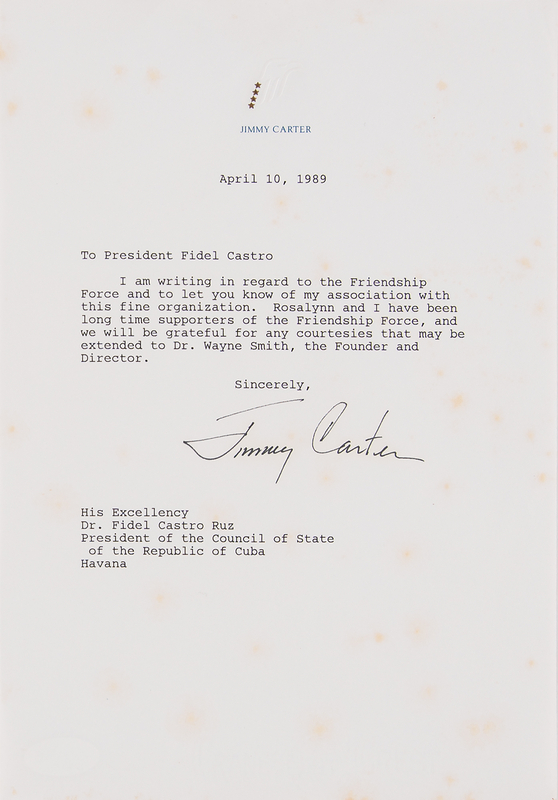 JIMMY CARTER
April 10, 1989
To President Fidel Castro
I am writing in regard to the Friendship
Force and to let you know of my association with
this fine organization. Rosalynn and I have been
long time supporters of the Friendship Force, and
we will be grateful for any courtesies that may be
extended to Dr. Wayne Smith, the Founder and
Director.
Sincerely,
Jimmy Carter
His Excellency
Dr. Fidel Castro Ruz
President of the Council of State
of the Republic of Cuba
Havana